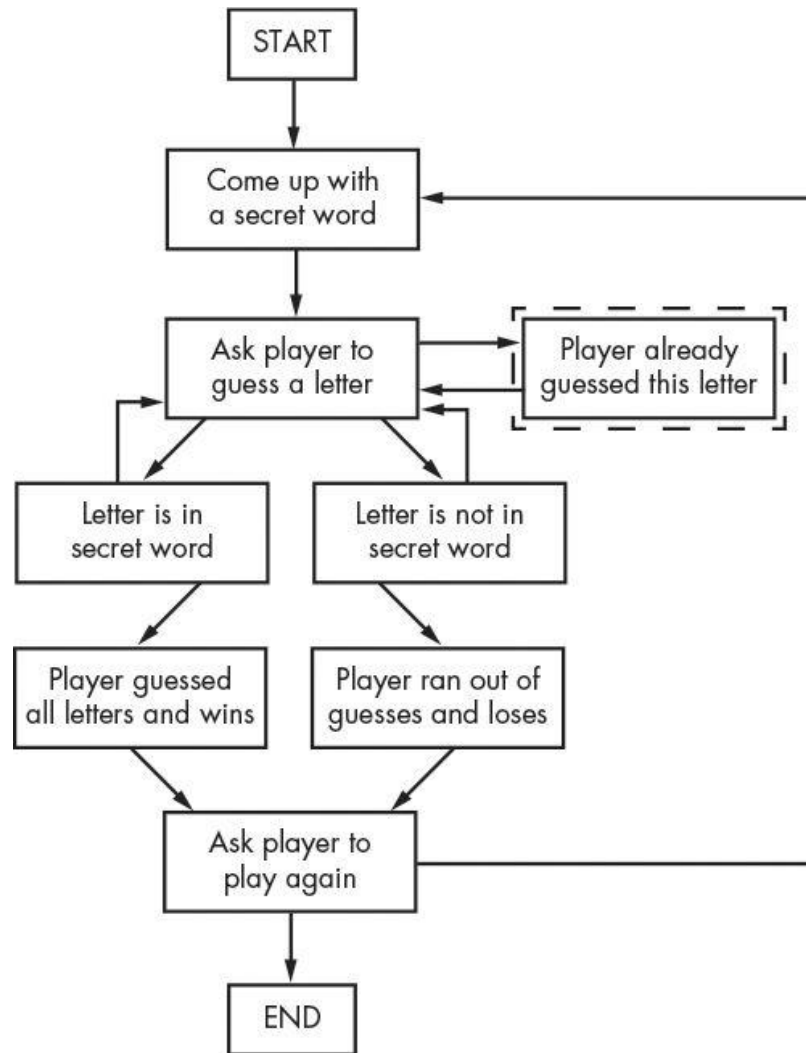 START
Come up with
a secret word
Ask player to
guess a letter
Player already
guessed this letter
Letter is in
secret word
Letter is not in
secret word
Player guessed
all letters and wins
Player ran out of
guesses and loses
Ask player to
play again
END